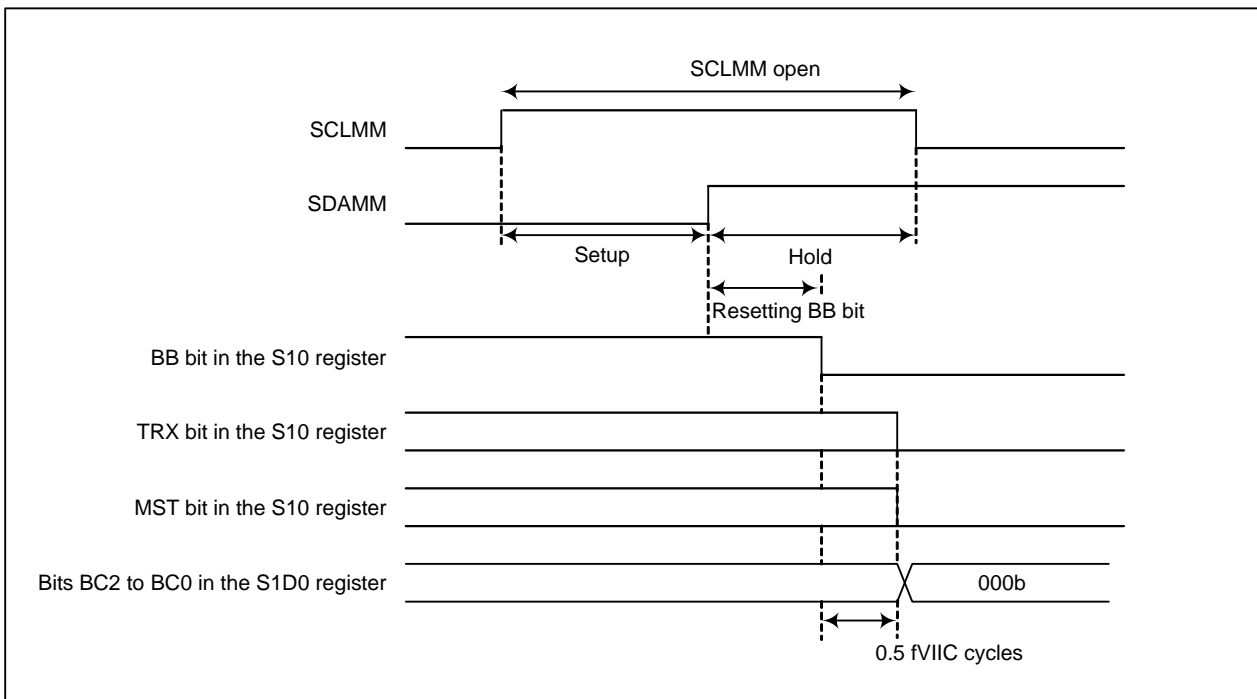 SCLMM open
SCLMM
SDAMM
Setup
Hold
Resetting BB bit
BB bit in the S10 register
TRX bit in the S10 register
MST bit in the S10 register
Bits BC2 to BC0 in the S1D0 register
000b
0.5 fVIIC cycles